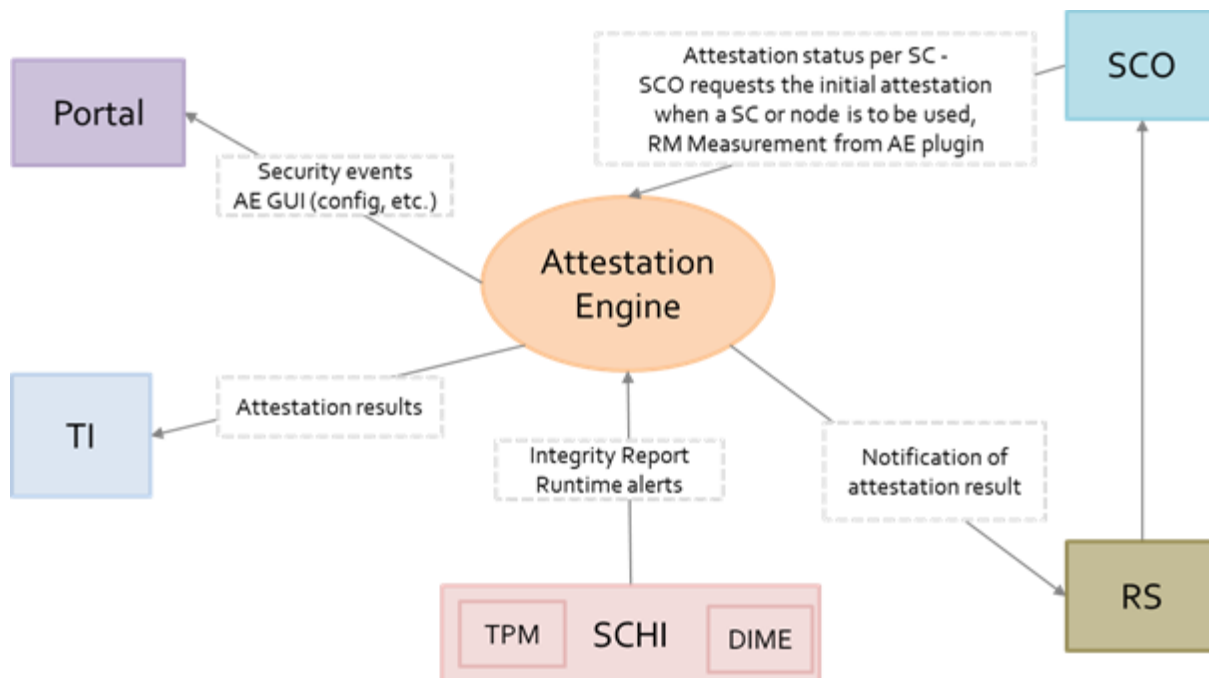 Attestation status per SC -
SCO requests the initial attestation
when a SC or node is to be used,
RM Measurement from AE plugin
SCO
Portal
Security events
AE GUI (config, etc.)
Attestation
Engine
TI
Attestation results
Integrity Report
Runtime alerts
Notification of
attestation result
TPM
SCHI
DIME
RS